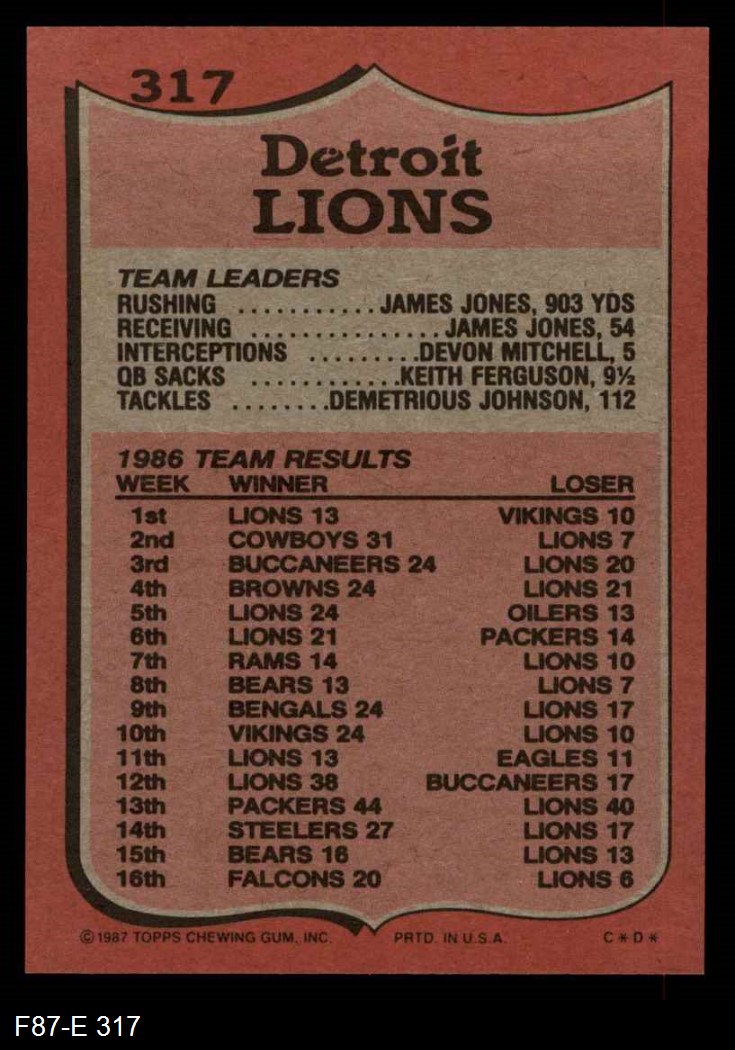 317
Detroit
LIONS
TEAM LEADERS
RUSHING ........... JAMES JONES, 903 YDS
RECEIVING ................ JAMES JONES, 54
INTERCEPTIONS ......... DEVON MITCHELL, 5
QB SACKS ............ KEITH FERGUSON, 9½
TACKLES ........ DEMETRIOUS JOHNSON, 112
1986 TEAM RESULTS
WEEK WINNER LOSER
1st LIONS 13 VIKINGS 10
2nd COWBOYS 31 LIONS 7
3rd BUCCANEERS 24 LIONS 20
4th BROWNS 24 LIONS 21
5th LIONS 24 OILERS 13
6th LIONS 21 PACKERS 14
7th RAMS 14 LIONS 10
8th BEARS 13 LIONS 7
9th BENGALS 24 LIONS 17
10th VIKINGS 24 LIONS 10
11th LIONS 13 EAGLES 11
12th LIONS 38 BUCCANEERS 17
13th PACKERS 44 LIONS 40
14th STEELERS 27 LIONS 17
15th BEARS 16 LIONS 13
16th FALCONS 20 LIONS 6
© 1987 TOPPS CHEWING GUM, INC. PRTD. IN U.S.A. C * D *
F87-E 317